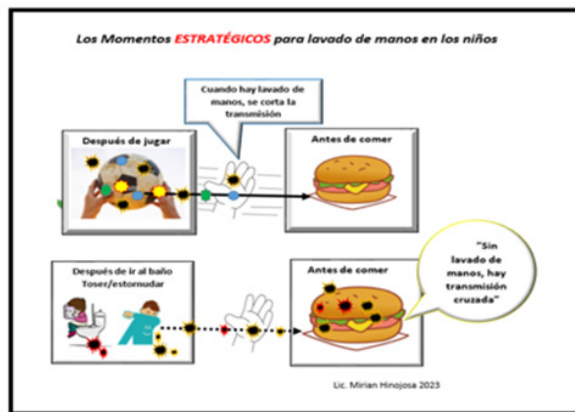 Los Momentos ESTRATÉGICOS para lavado de manos en los niños
Cuando hay lavado de
manos, se corta la
transmisión
Después de jugar
Antes de comer
Después de ir al baño
Toser/estornudar
Antes de comer
"Sin
lavado de
manos, hay
transmisión
cruzada"
Lic. Mirian Hinojosa 2023